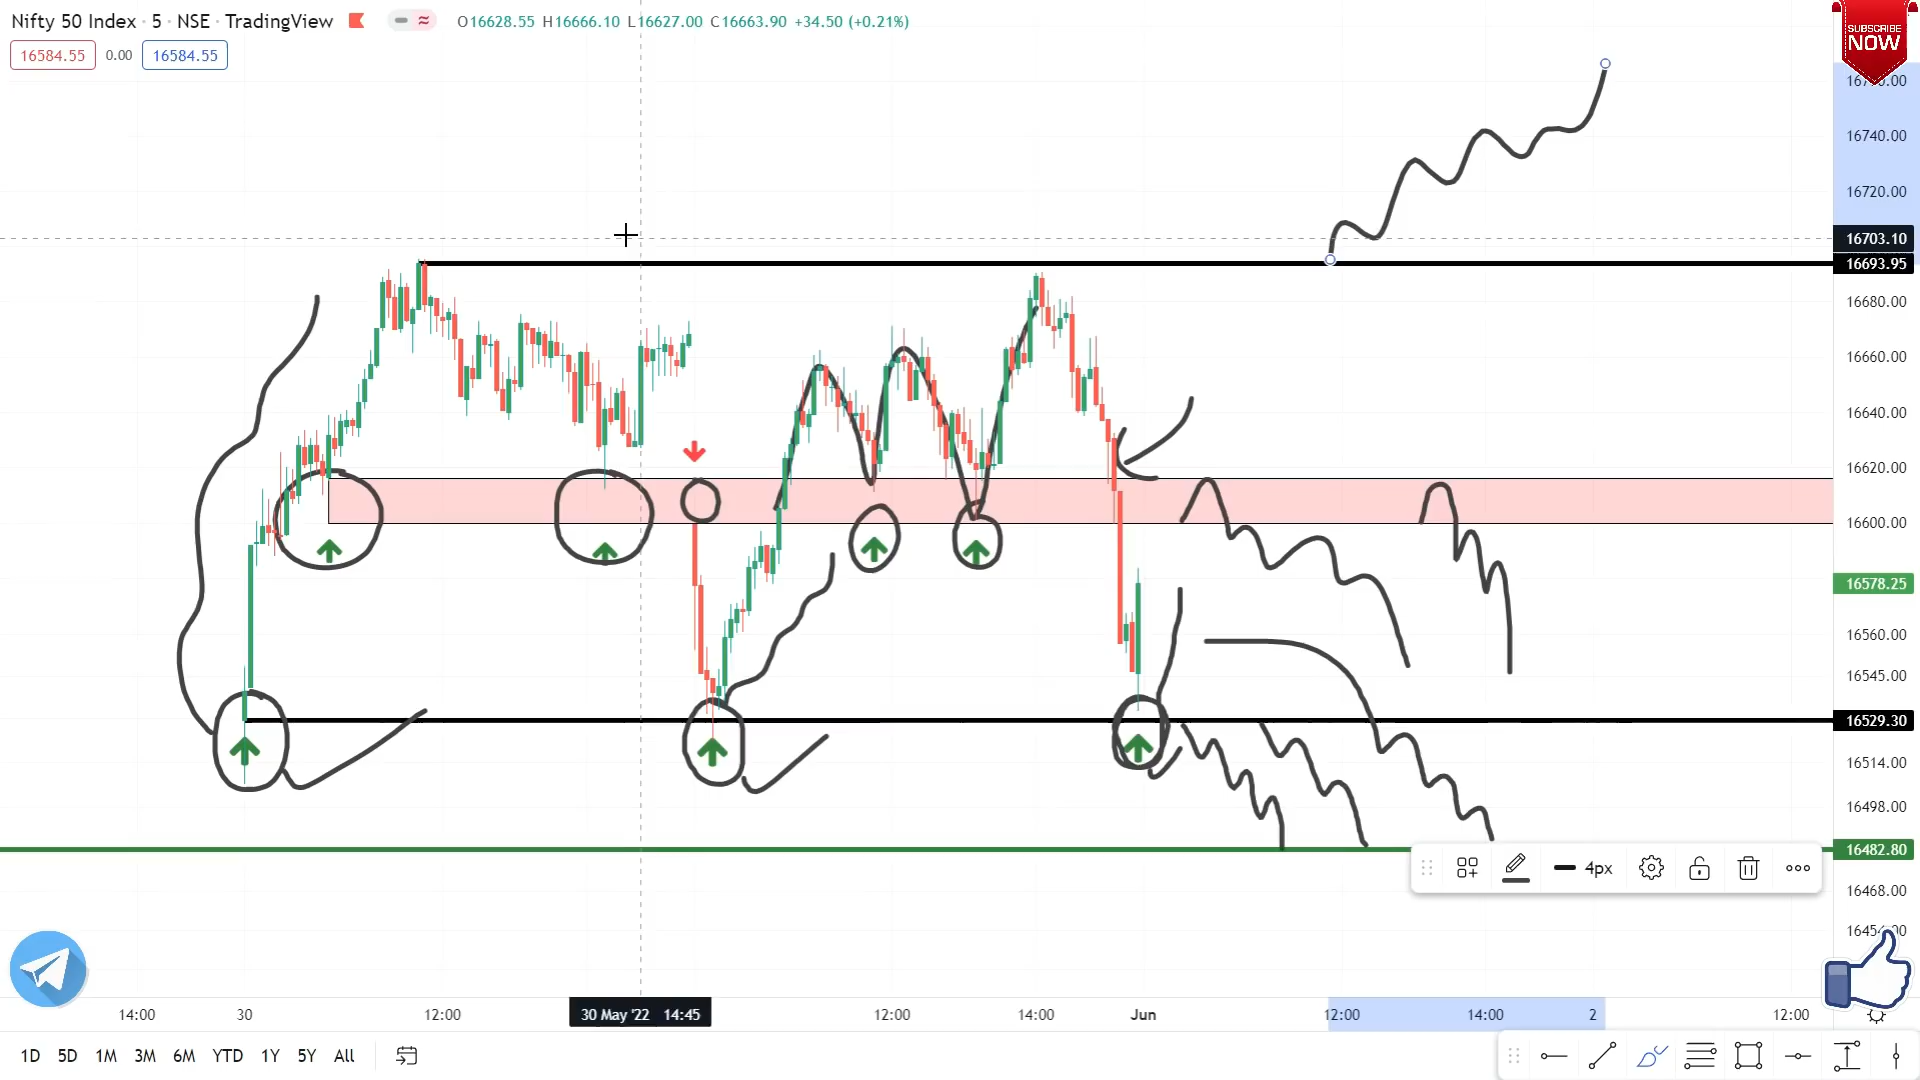 Nifty 50 Index · 5 · NSE · TradingView O16628.55 H16666.10 L16627.00 C16663.90 +34.50 (+0.21%)
16584.55 0.00 16584.55
SUBSCRIBE
NOW
16740.00
16720.00
16703.10
16693.95
16680.00
16660.00
16640.00
16620.00
16600.00
16578.25
16560.00
16545.00
16529.30
16514.00
16498.00
16482.80
4px
16468.00
14:00 30 12:00 30 May '22 14:45 12:00 14:00 Jun 12:00 14:00 2 12:00
1D 5D 1M 3M 6M YTD 1Y 5Y All